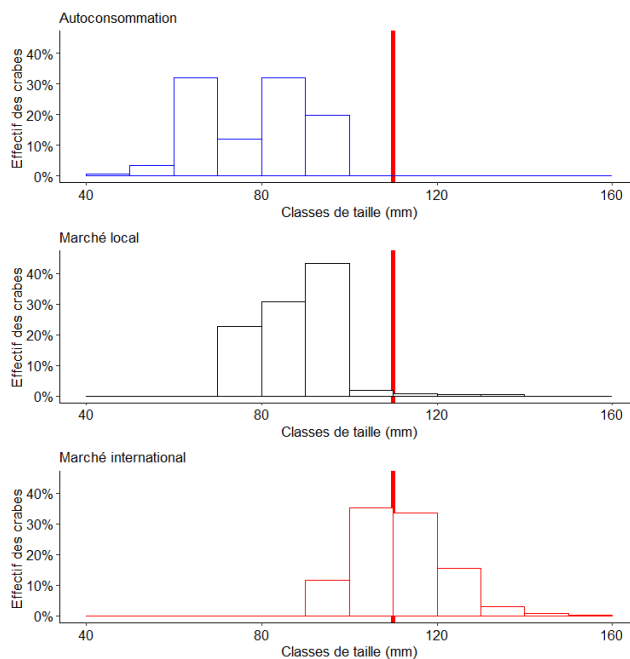 Autoconsommation
40%
30%
20%
10%
0%
Effectif des crabes
40 80 120 160
Classes de taille (mm)
Marché local
40%
30%
20%
10%
0%
Effectif des crabes
40 80 120 160
Classes de taille (mm)
Marché international
40%
30%
20%
10%
0%
Effectif des crabes
40 80 120 160
Classes de taille (mm)